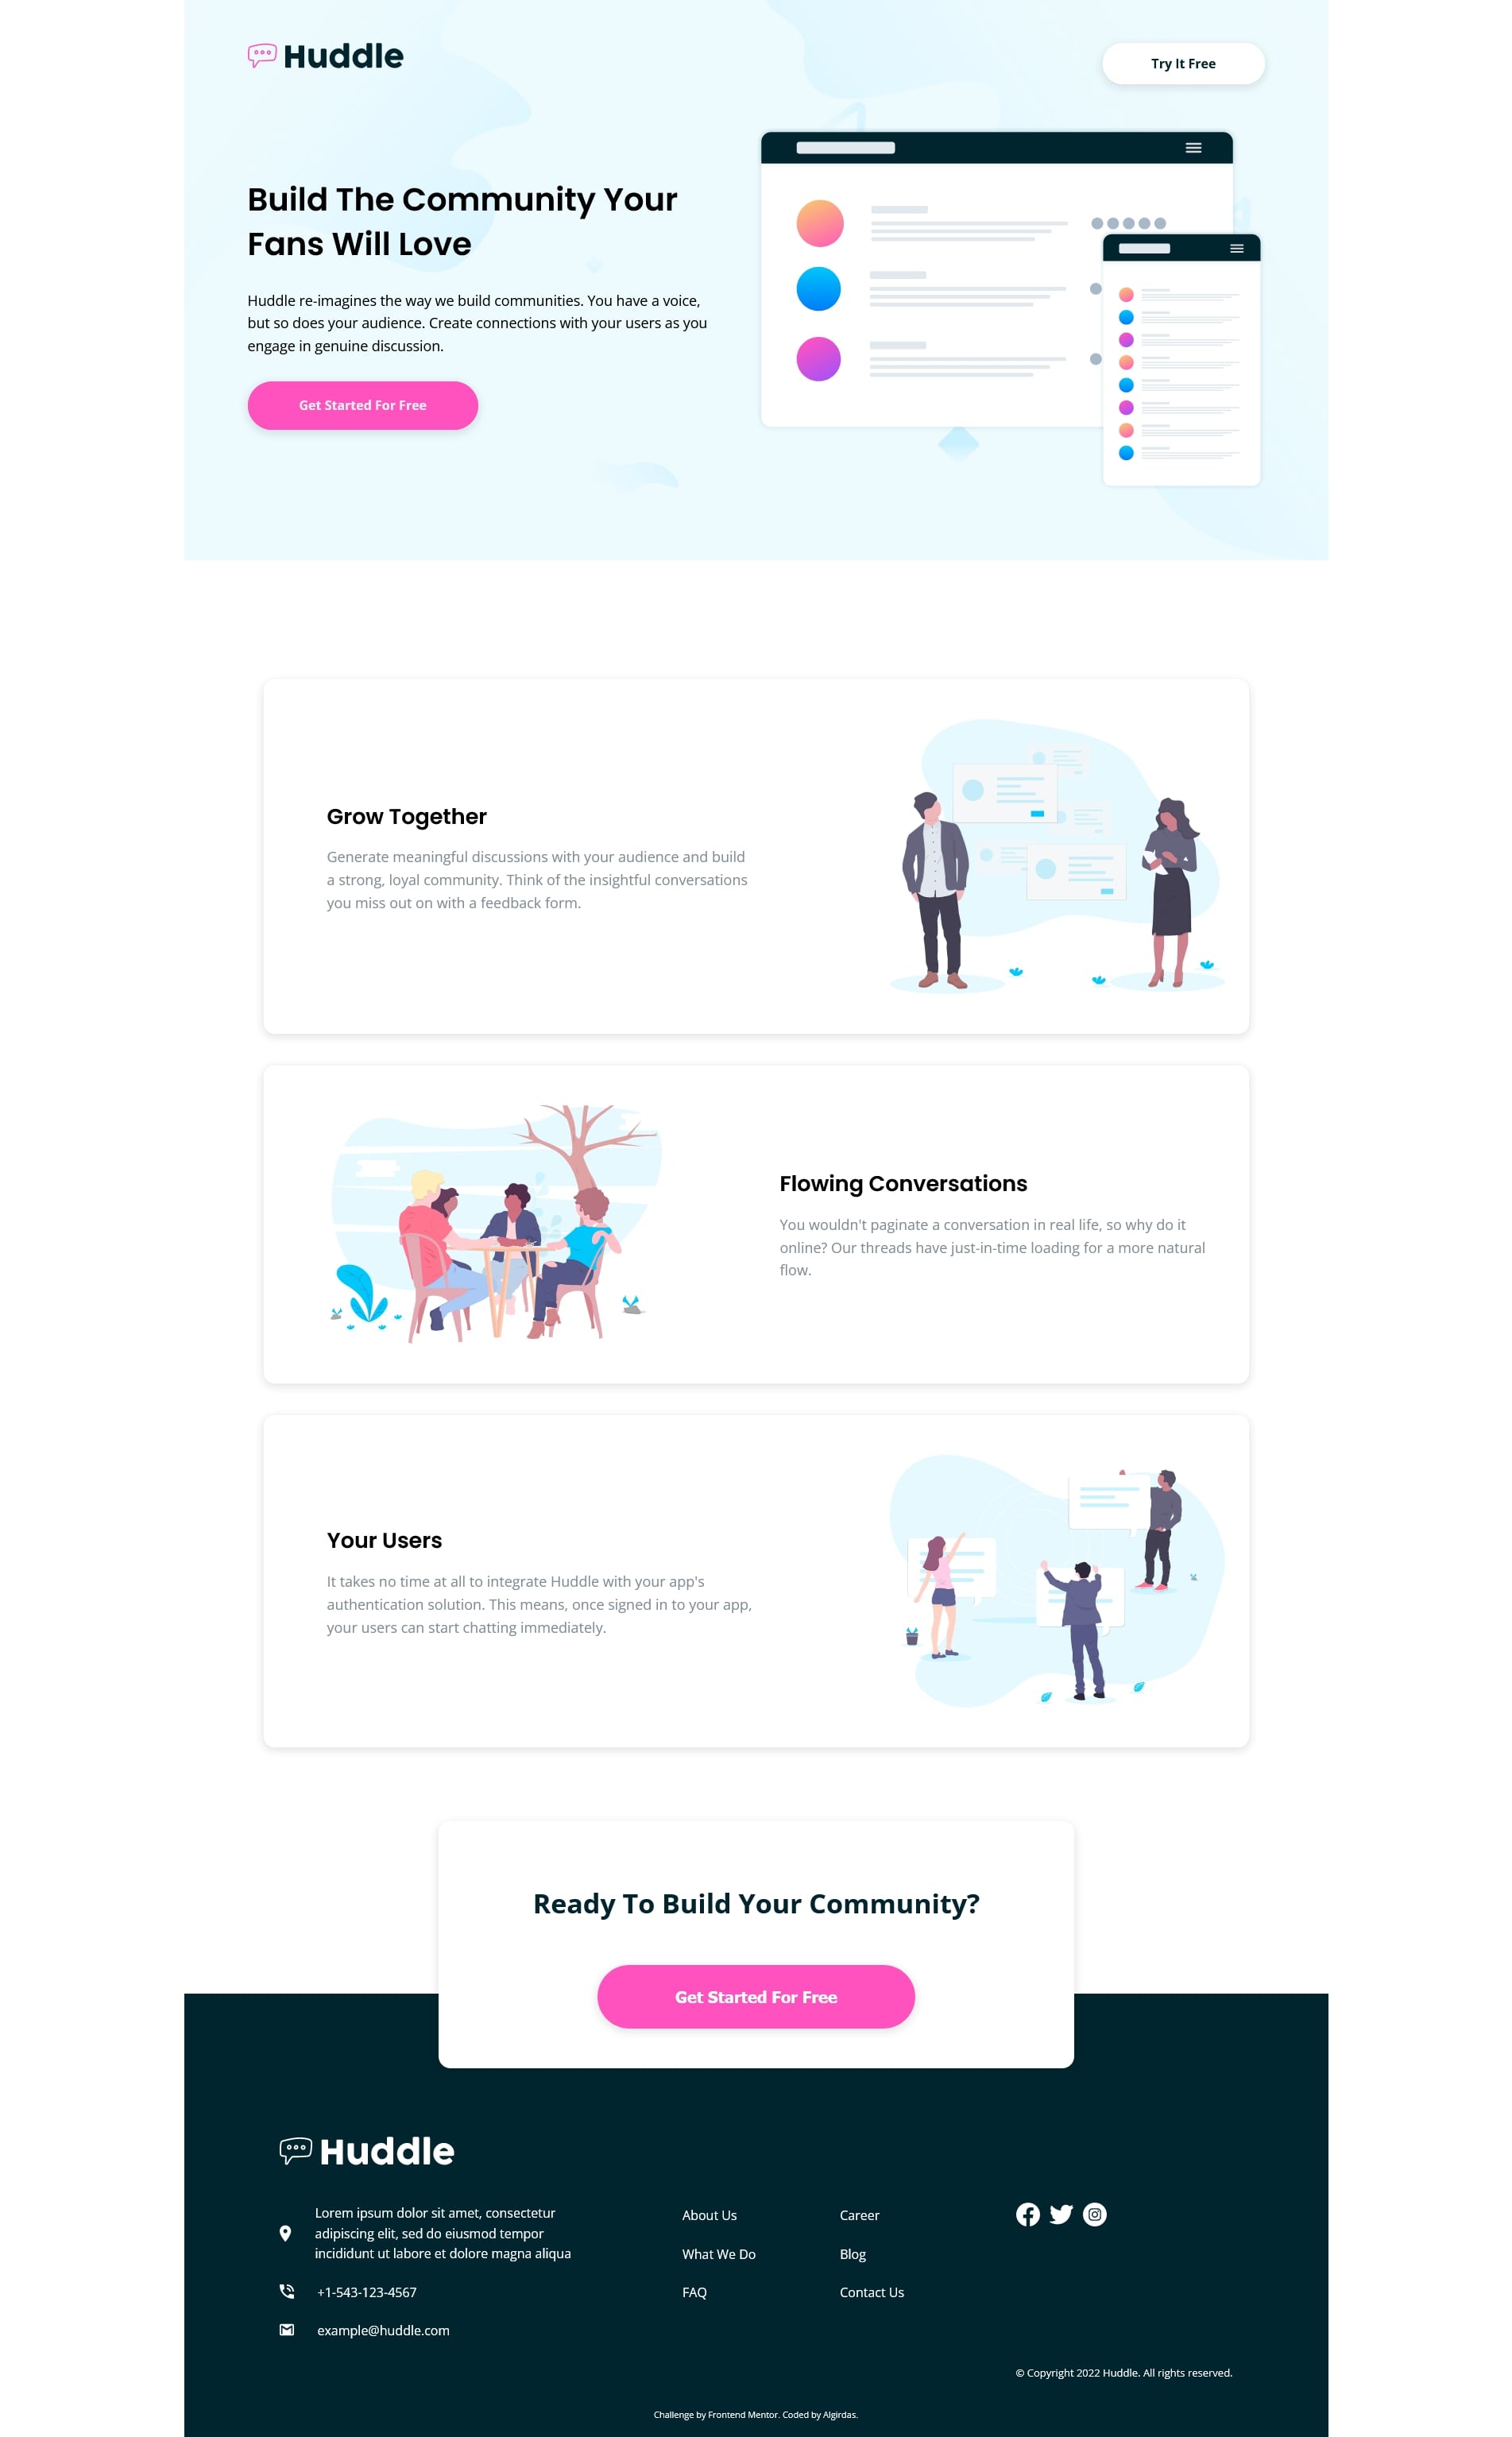 Huddle
Try It Free
Build The Community Your
Fans Will Love
Huddle re-imagines the way we build communities. You have a voice,
but so does your audience. Create connections with your users as you
engage in genuine discussion.
Get Started For Free
Grow Together
Generate meaningful discussions with your audience and build
a strong, loyal community. Think of the insightful conversations
you miss out on with a feedback form.
Flowing Conversations
You wouldn't paginate a conversation in real life, so why do it
online? Our threads have just-in-time loading for a more natural
flow.
Your Users
It takes no time at all to integrate Huddle with your app's
authentication solution. This means, once signed in to your app,
your users can start chatting immediately.
Ready To Build Your Community?
Get Started For Free
Huddle
Lorem ipsum dolor sit amet, consectetur
adipiscing elit, sed do eiusmod tempor
incididunt ut labore et dolore magna aliqua
+1-543-123-4567
example@huddle.com
About Us
What We Do
FAQ
Career
Blog
Contact Us
© Copyright 2022 Huddle. All rights reserved.
Challenge by Frontend Mentor. Coded by Algirdas.